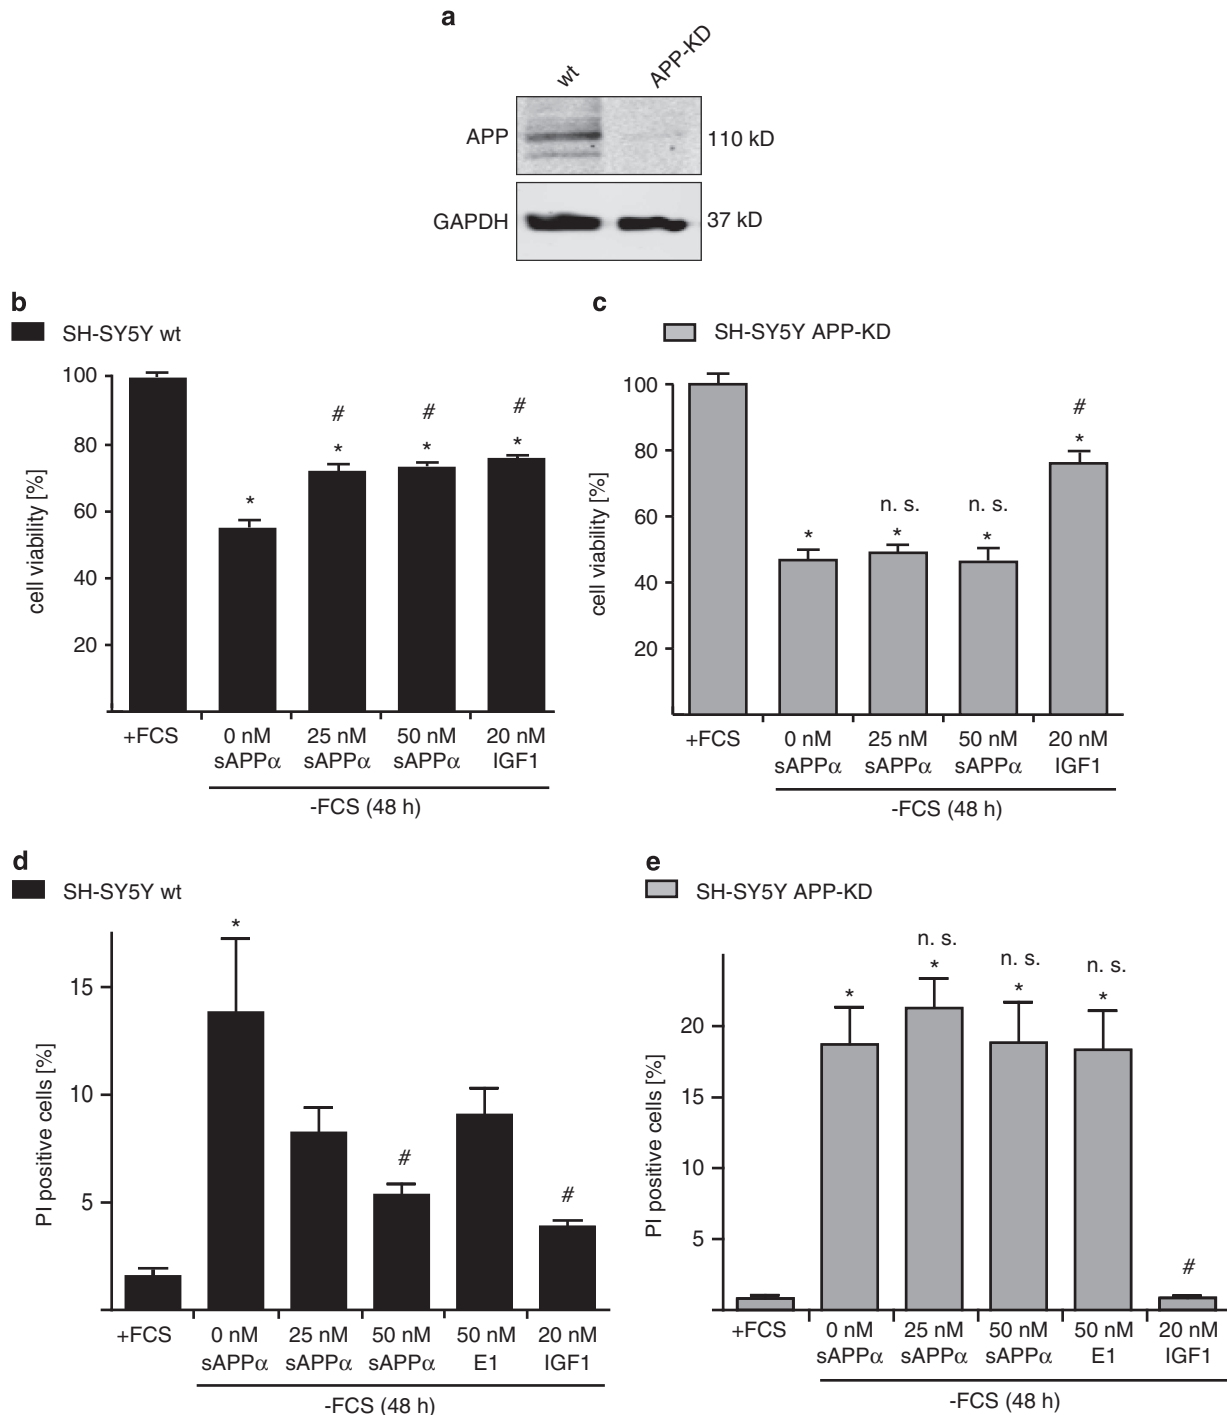 a
wt
APP-KD
APP
110 kD
GAPDH
37 kD
b
SH-SY5Y wt
cell viability [%]
100
80
60
40
20
*
#
*
#
*
#
*
+FCS
0 nM
sAPPα
25 nM
sAPPα
50 nM
sAPPα
20 nM
IGF1
-FCS (48 h)
c
SH-SY5Y APP-KD
cell viability [%]
100
80
60
40
20
*
n. s.
*
n. s.
*
#
*
+FCS
0 nM
sAPPα
25 nM
sAPPα
50 nM
sAPPα
20 nM
IGF1
-FCS (48 h)
d
SH-SY5Y wt
PI positive cells [%]
15
10
5
*
#
#
+FCS
0 nM
sAPPα
25 nM
sAPPα
50 nM
sAPPα
50 nM
E1
20 nM
IGF1
-FCS (48 h)
e
SH-SY5Y APP-KD
PI positive cells [%]
20
15
10
5
*
n. s.
*
n. s.
*
n. s.
*
#
+FCS
0 nM
sAPPα
25 nM
sAPPα
50 nM
sAPPα
50 nM
E1
20 nM
IGF1
-FCS (48 h)